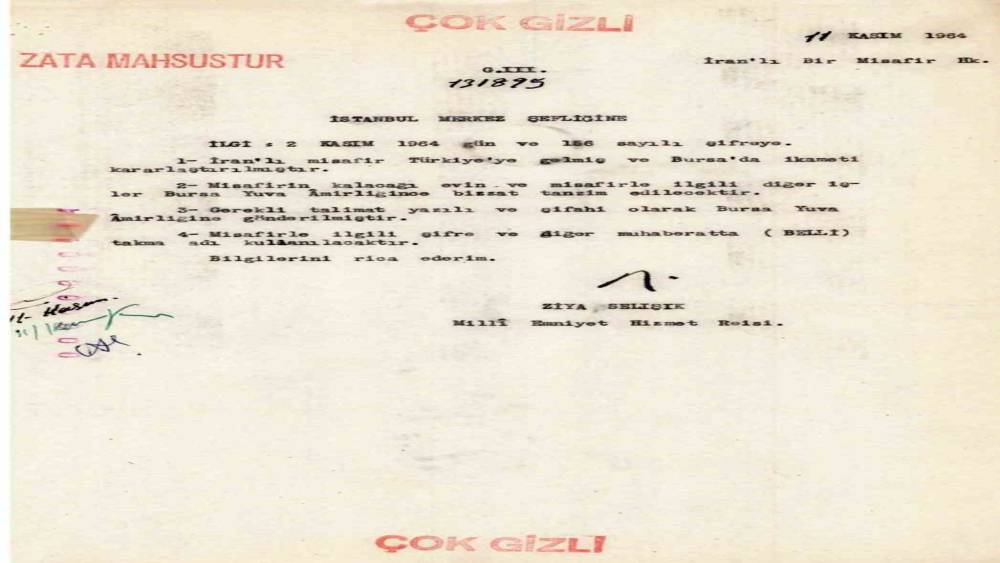 ÇOK GİZLİ
11 KASIM 1964
ZATA MAHSUSTUR
İran'lı Bir Misafir Hk.
G.III.
131895
İSTANBUL MERKEZ ŞEFLİĞİNE
İLGİ : 2 KASIM 1964 gün ve 156 sayılı şifreye.
1- İran'lı misafir Türkiye'ye gelmiş ve Bursa'da ikameti
kararlaştırılmıştır.
2- Misafirin kalacağı evin ve misafirle ilgili diğer iş-
ler Bursa Yuva Âmirliğince bizzat tanzim edilecektir.
3- Gerekli talimat yazılı ve şifahi olarak Bursa Yuva
Âmirliğine gönderilmiştir.
4- Misafirle ilgili şifre ve diğer muhaberatta ( BELLİ)
takma adı kullanılacaktır.
Bilgilerini rica ederim.
ZİYA SELIŞIK
Millî Emniyet Hizmet Reisi.
ÇOK GİZLİ